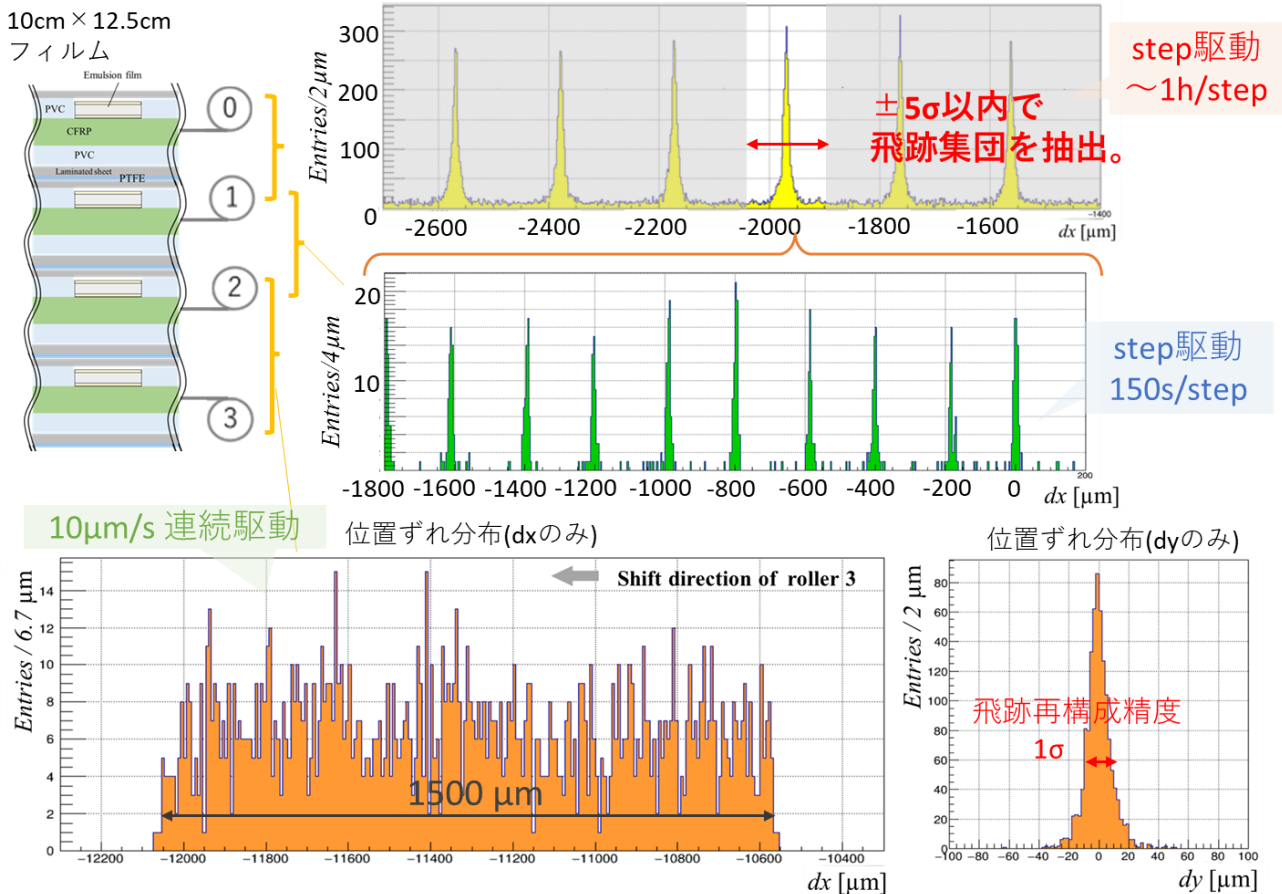 10cm×12.5cm
フィルム
Emulsion film
PVC
CFRP
PVC
Laminated sheet
PTFE
0
1
2
3
300
200
100
0
Entries/2μm
-2600
-2400
-2200
-2000
-1800
-1600
-1400
dx [μm]
±5σ以内で
飛跡集団を抽出。
step駆動
～1h/step
20
10
Entries/4μm
-1800
-1600
-1400
-1200
-1000
-800
-600
-400
-200
0
200
dx [μm]
step駆動
150s/step
10μm/s 連続駆動
位置ずれ分布(dxのみ)
Shift direction of roller 3
Entries / 6.7 μm
14
12
10
8
6
4
2
0
1500 μm
-12200
-12000
-11800
-11600
-11400
-11200
-11000
-10800
-10600
-10400
dx [μm]
位置ずれ分布(dyのみ)
Entries / 2 μm
80
60
40
120
100
80
60
40
20
0
飛跡再構成精度
1σ
-100
-80
-60
-40
-20
0
20
40
60
80
100
dy [μm]